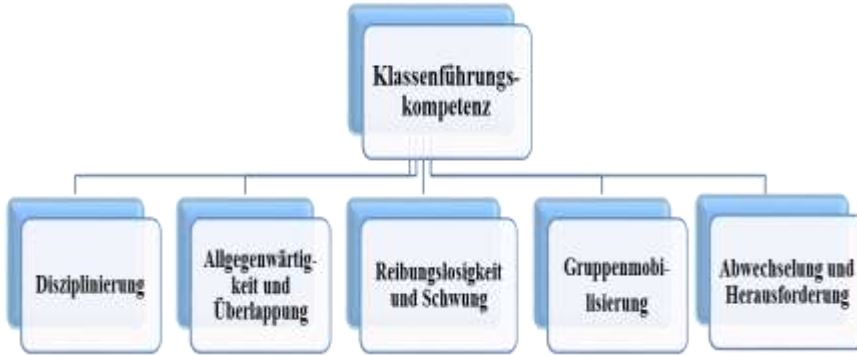 Klassenführungs-
kompetenz
Disziplinierung
Allgegenwärtig-
keit und
Überlappung
Reibungslosigkeit
und Schwung
Gruppenmobi-
lisierung
Abwechselung und
Herausforderung